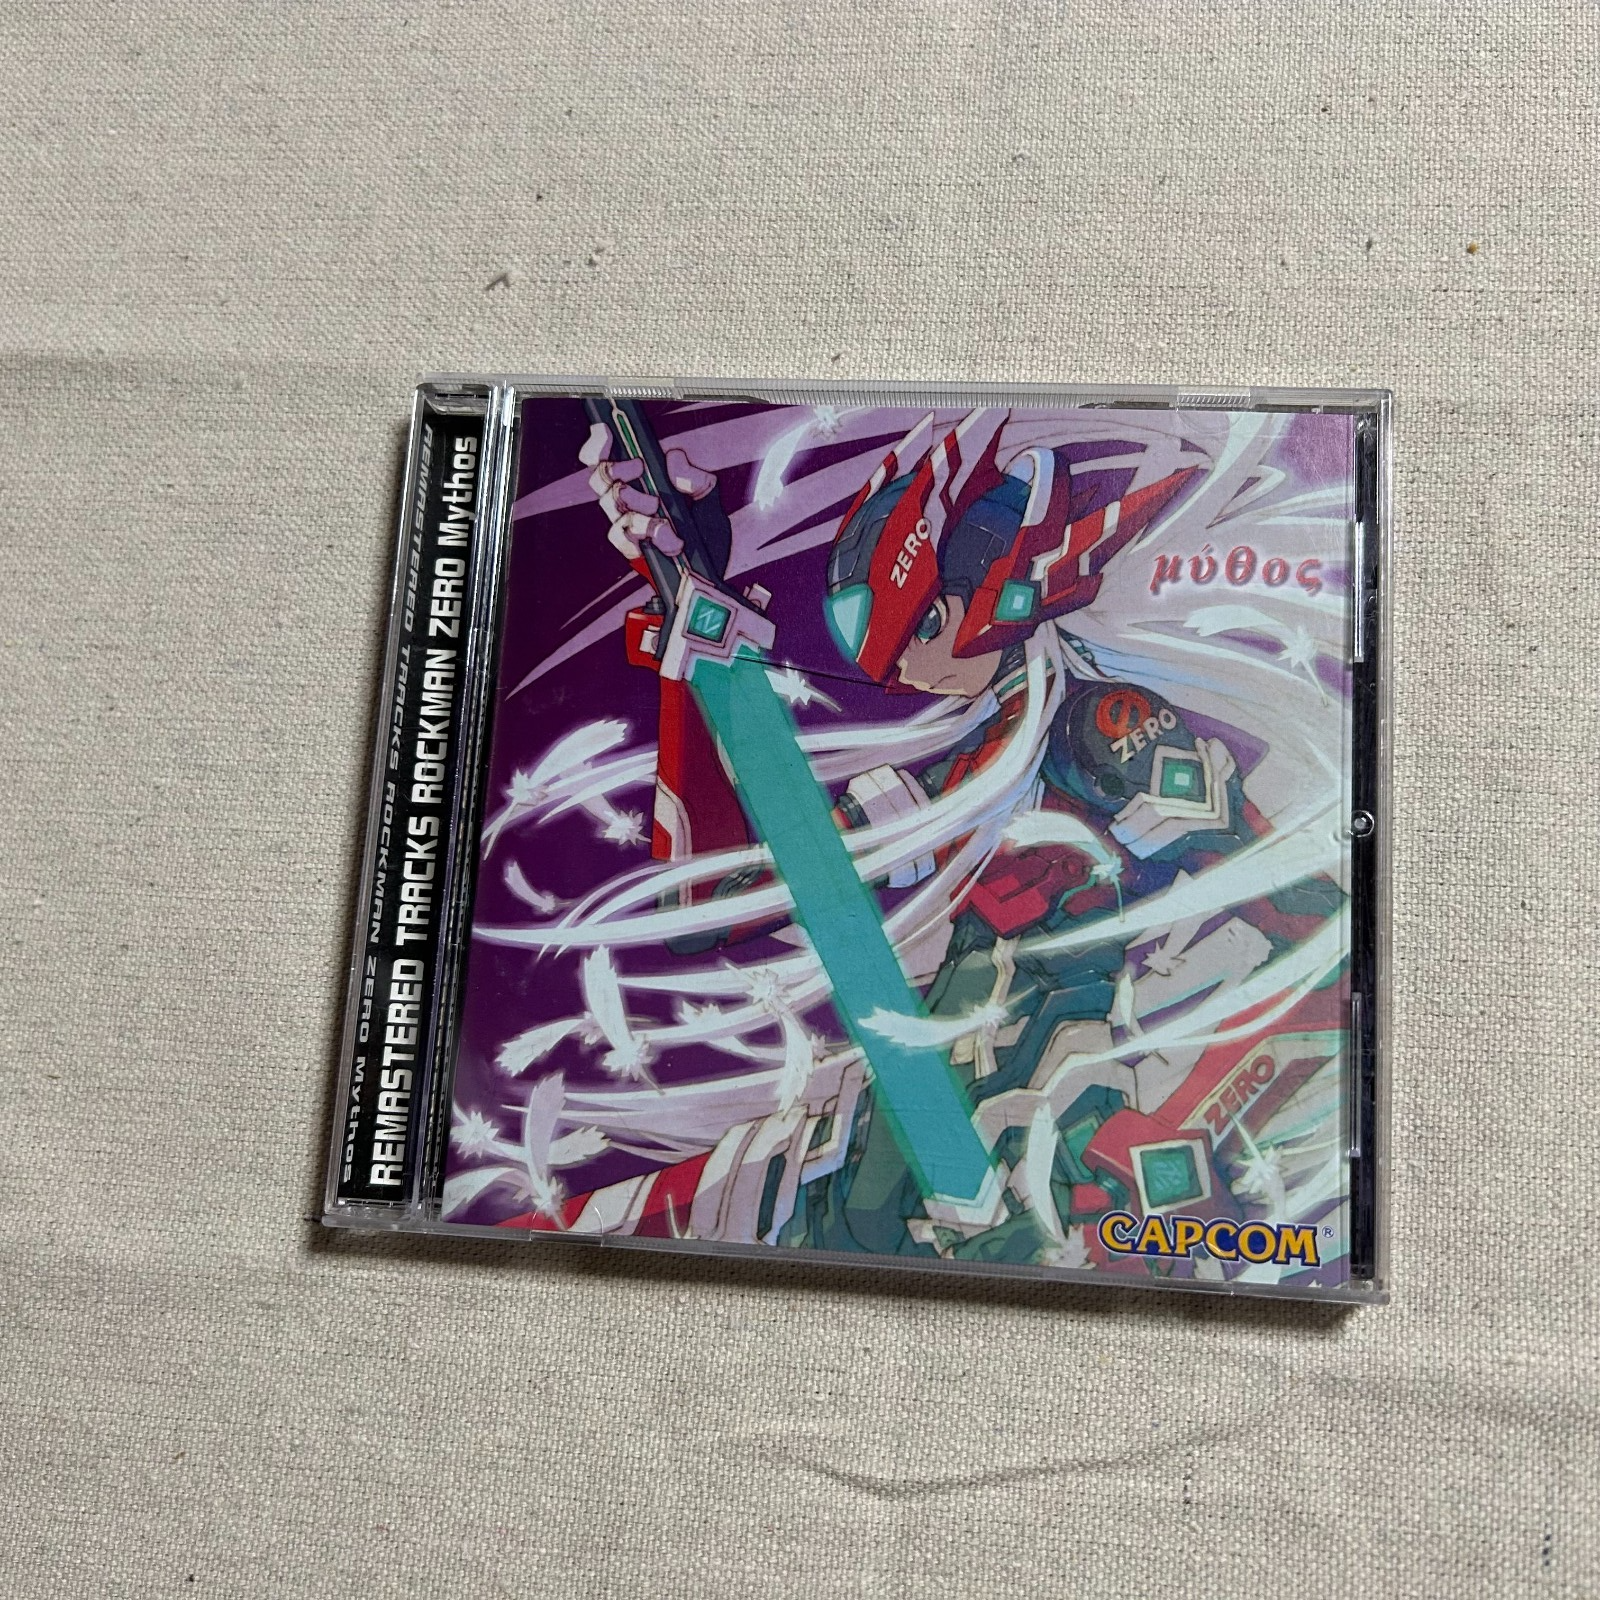 REMASTERED TRACKS ROCKMAN ZERO Mythos
REMASTERED TRACKS ROCKMAN ZERO Mythos
ZERO
μύθος
ZERO
ZERO
CAPCOM®